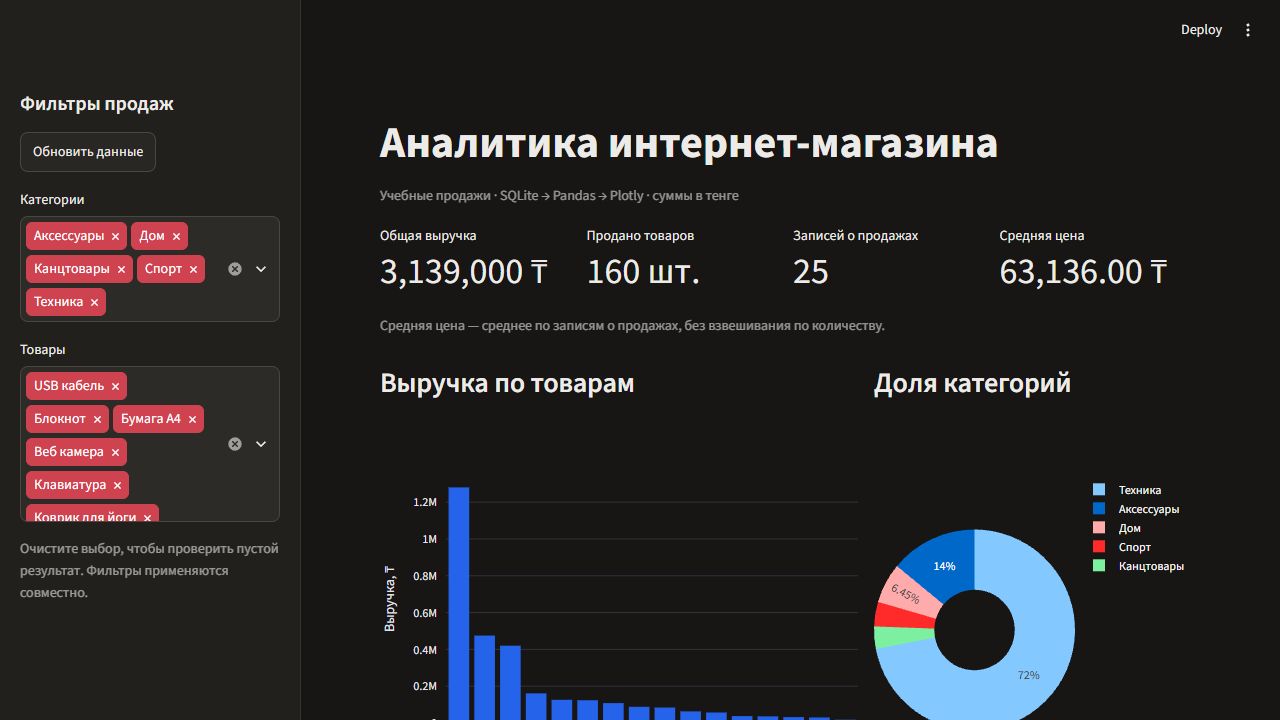 Deploy
Фильтры продаж
Обновить данные
Категории
Аксессуары × Дом ×
Канцтовары × Спорт ×
Техника ×
Товары
USB кабель ×
Блокнот × Бумага A4 ×
Веб камера ×
Клавиатура ×
Коврик для йоги ×
Очистите выбор, чтобы проверить пустой
результат. Фильтры применяются
совместно.
Аналитика интернет-магазина
Учебные продажи · SQLite → Pandas → Plotly · суммы в тенге
Общая выручка
3,139,000 ₸
Продано товаров
160 шт.
Записей о продажах
25
Средняя цена
63,136.00 ₸
Средняя цена — среднее по записям о продажах, без взвешивания по количеству.
Выручка по товарам
Выручка, ₸
1.2M
1M
0.8M
0.6M
0.4M
0.2M
Доля категорий
14%
6.45%
72%
Техника
Аксессуары
Дом
Спорт
Канцтовары